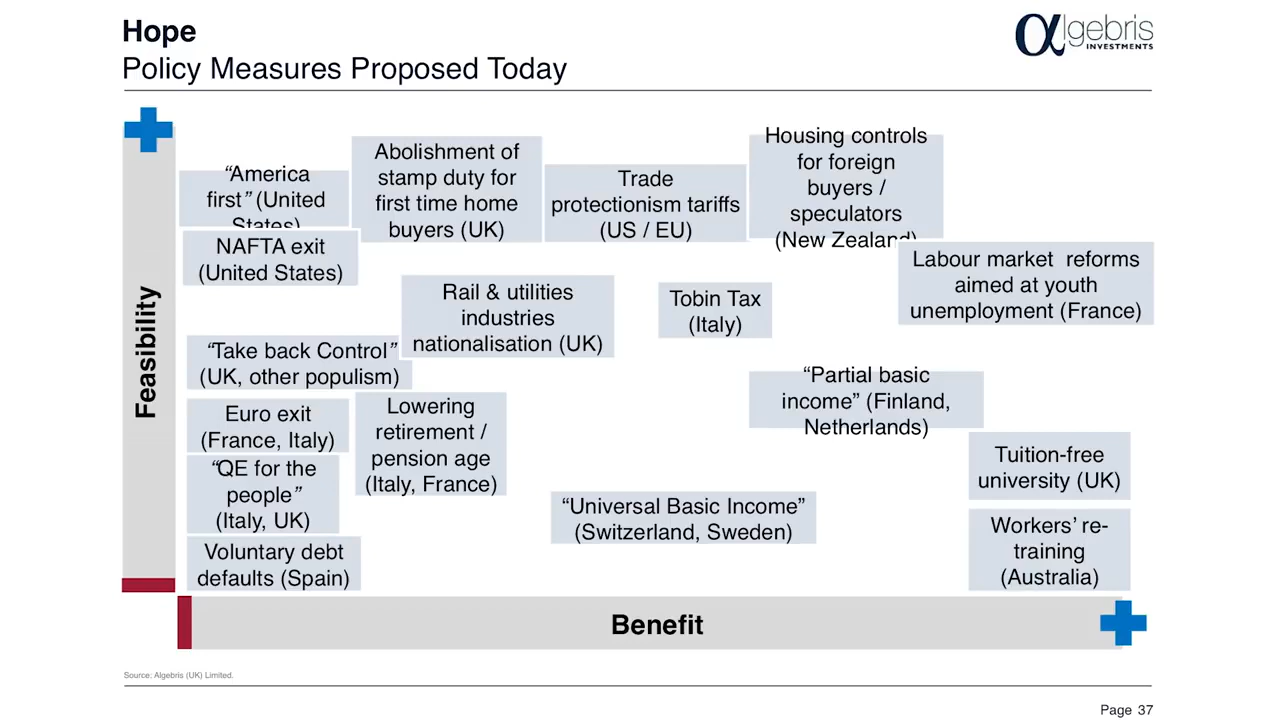 Hope
Policy Measures Proposed Today
αlgebris
INVESTMENTS
Feasibility
“America
first” (United
States)
Abolishment of
stamp duty for
first time home
buyers (UK)
Trade
protectionism tariffs
(US / EU)
Housing controls
for foreign
buyers /
speculators
(New Zealand)
NAFTA exit
(United States)
Labour market reforms
aimed at youth
unemployment (France)
Rail & utilities
industries
nationalisation (UK)
Tobin Tax
(Italy)
“Take back Control”
(UK, other populism)
“Partial basic
income” (Finland,
Netherlands)
Euro exit
(France, Italy)
Lowering
retirement /
pension age
(Italy, France)
Tuition-free
university (UK)
“QE for the
people”
(Italy, UK)
“Universal Basic Income”
(Switzerland, Sweden)
Workers’ re-
training
(Australia)
Voluntary debt
defaults (Spain)
Benefit
Source: Algebris (UK) Limited.
Page 37